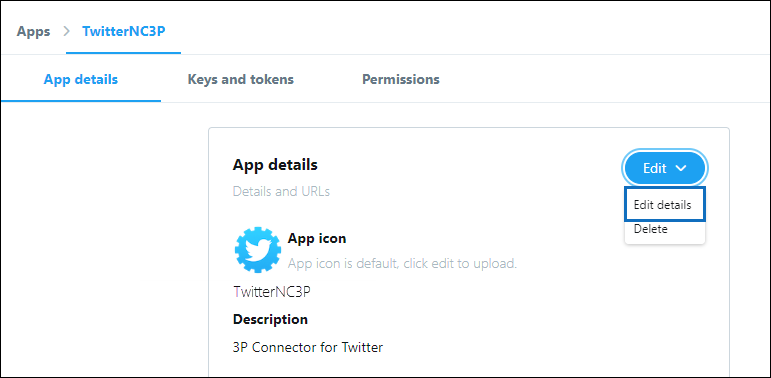 Apps > TwitterNC3P
App details Keys and tokens Permissions
App details
Edit
Details and URLs
Edit details
Delete
App icon
App icon is default, click edit to upload.
TwitterNC3P
Description
3P Connector for Twitter